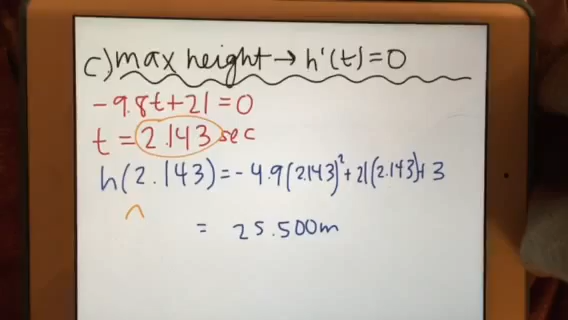 c.) max height → h'(t) = 0
-9.8t + 21 = 0
t = 2.143 sec
h(2.143) = -4.9(2.143)² + 21(2.143) + 3
= 25.500m